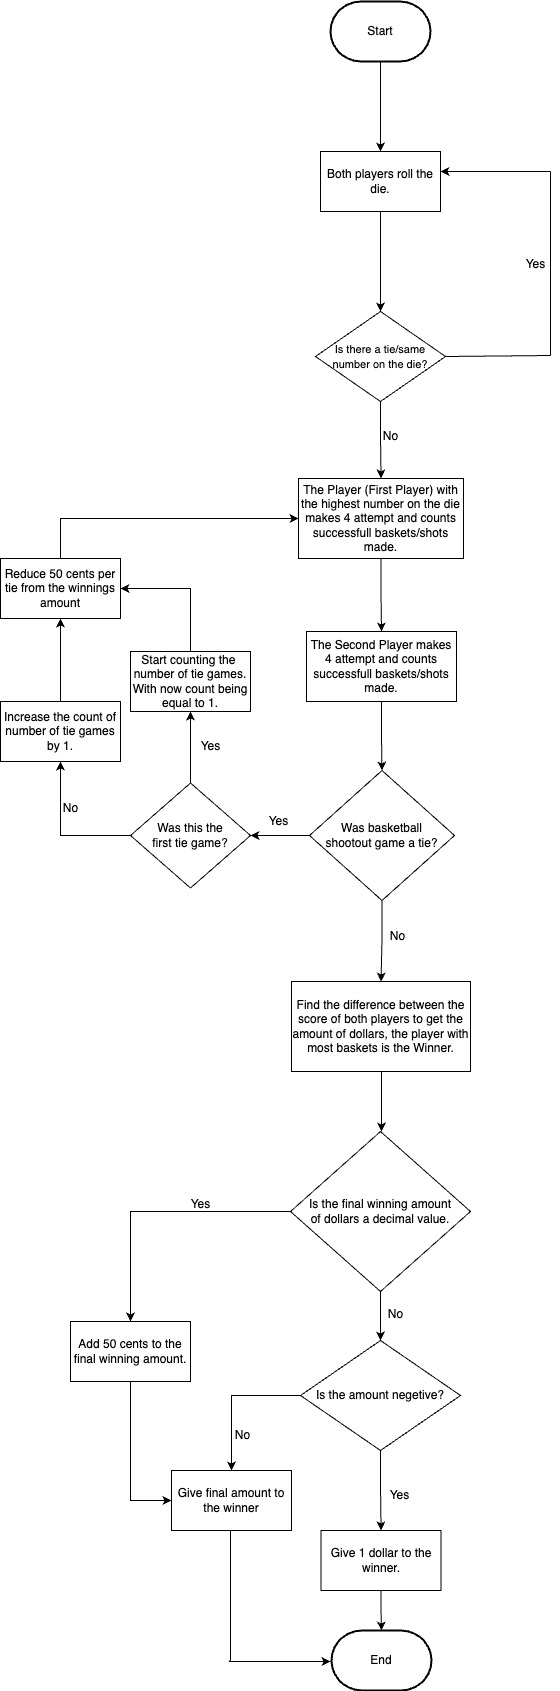 Start
Both players roll the
die.
Yes
Is there a tie/same
number on the die?
No
The Player (First Player) with
the highest number on the die
makes 4 attempt and counts
successfull baskets/shots
made.
Reduce 50 cents per
tie from the winnings
amount
The Second Player makes
4 attempt and counts
successfull baskets/shots
made.
Start counting the
number of tie games.
With now count being
equal to 1.
Increase the count of
number of tie games
by 1.
Yes
No
Was this the
first tie game?
Yes
Was basketball
shootout game a tie?
No
Find the difference between the
score of both players to get the
amount of dollars, the player with
most baskets is the Winner.
Is the final winning amount
of dollars a decimal value.
Yes
No
Add 50 cents to the
final winning amount.
Is the amount negetive?
No
Give final amount to
the winner
Yes
Give 1 dollar to the
winner.
End